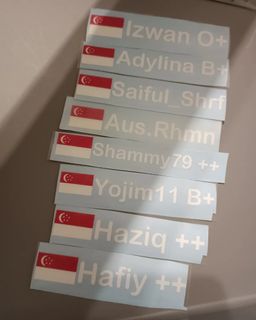 Izwan O+
Adylina B+
Saiful_Shrf
Aus.Rhmn
Shammy79 ++
Yojim11 B+
Haziq ++
Hafiy ++